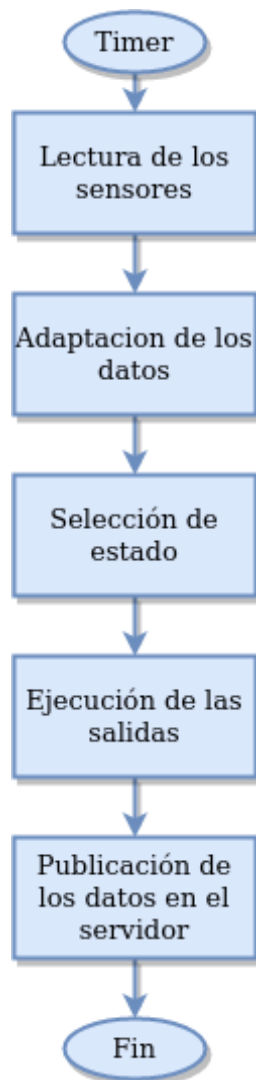 Timer
Lectura de los
sensores
Adaptacion de los
datos
Selección de
estado
Ejecución de las
salidas
Publicación de
los datos en el
servidor
Fin